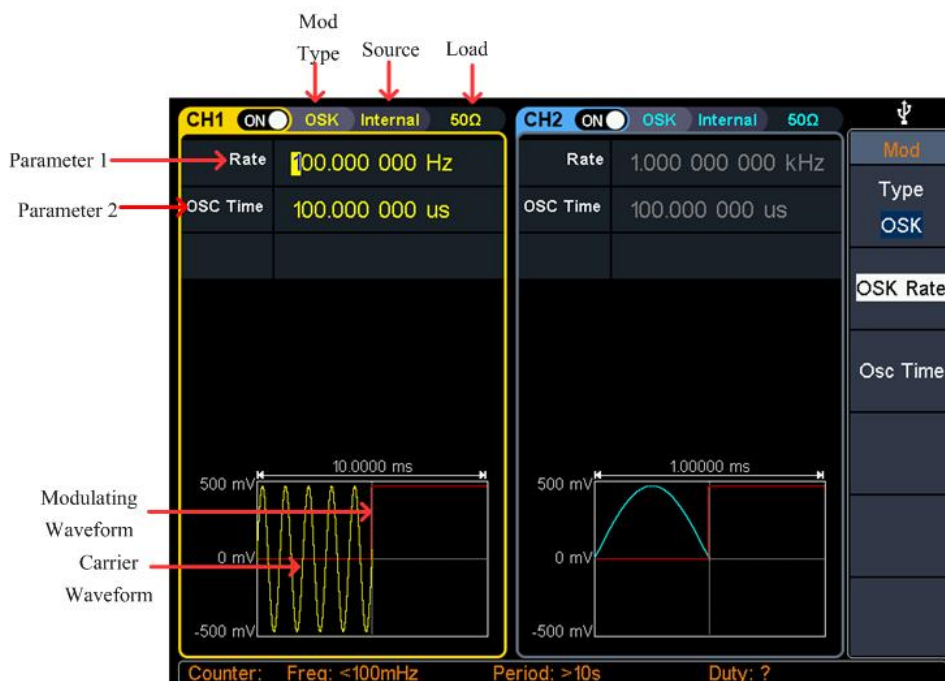 Mod
Type
Source
Load
CH1 ON OSK Internal 50Ω
CH2 ON OSK Internal 50Ω
Parameter 1
Rate 100.000 000 Hz
Rate 1.000 000 000 kHz
Mod
Parameter 2
OSC Time 100.000 000 us
OSC Time 100.000 000 us
Type
OSK
OSK Rate
Osc Time
10.0000 ms
500 mV
0 mV
-500 mV
1.00000 ms
500 mV
0 mV
-500 mV
Modulating
Waveform
Carrier
Waveform
Counter: Freq: <100mHz Period: >10s Duty: ?